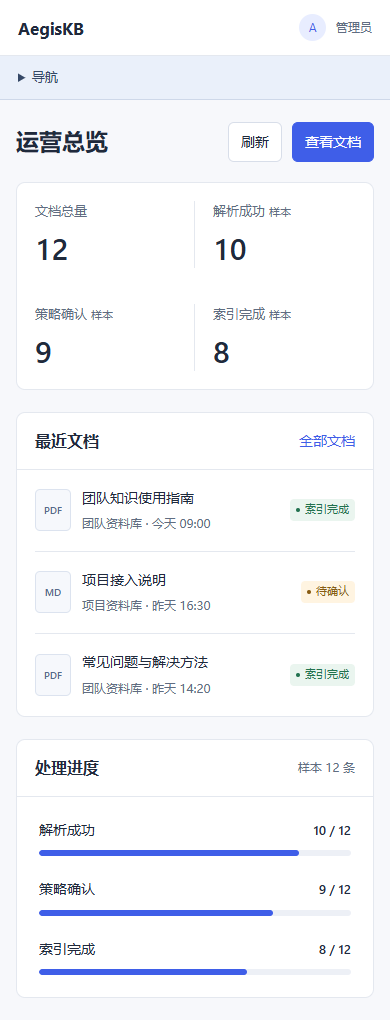 AegisKB
A 管理员
▶ 导航
运营总览 刷新 查看文档
文档总量 解析成功 样本
12 10
策略确认 样本 索引完成 样本
9 8
最近文档 全部文档
PDF 团队知识使用指南 索引完成
团队资料库 · 今天 09:00
MD 项目接入说明 待确认
项目资料库 · 昨天 16:30
PDF 常见问题与解决方法 索引完成
团队资料库 · 昨天 14:20
处理进度 样本 12 条
解析成功 10 / 12
策略确认 9 / 12
索引完成 8 / 12